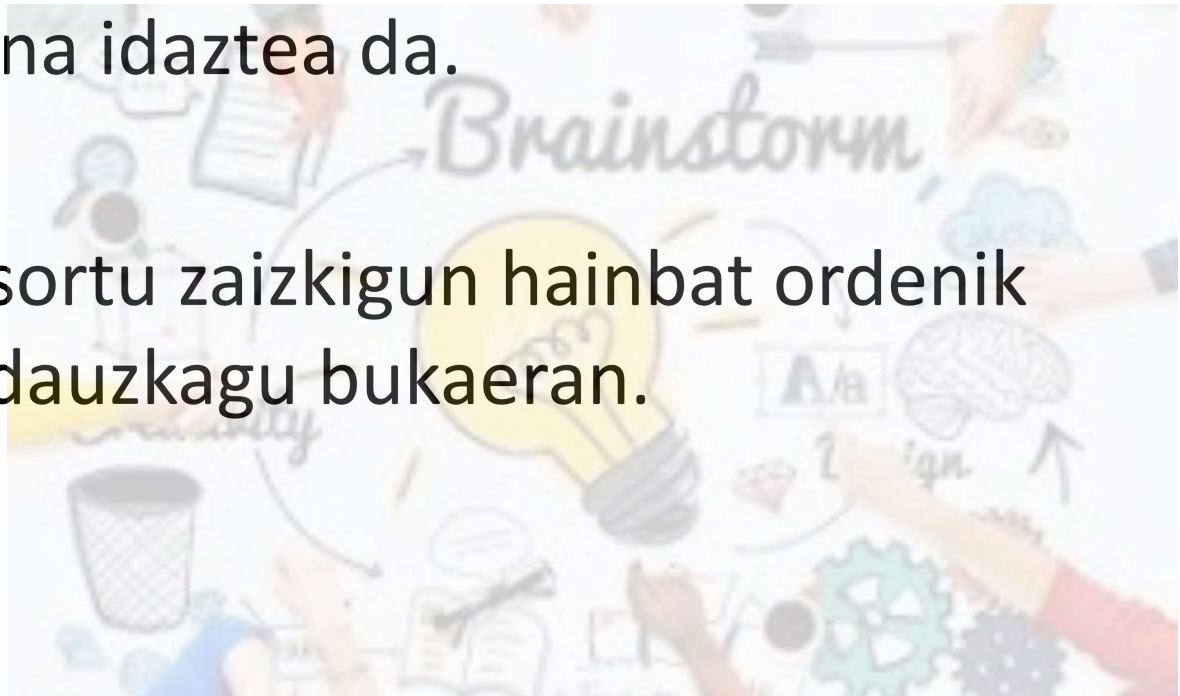 na idaztea da.
Brainstorm
sortu zaizkigun hainbat ordenik
dauzkagu bukaeran.
A/a